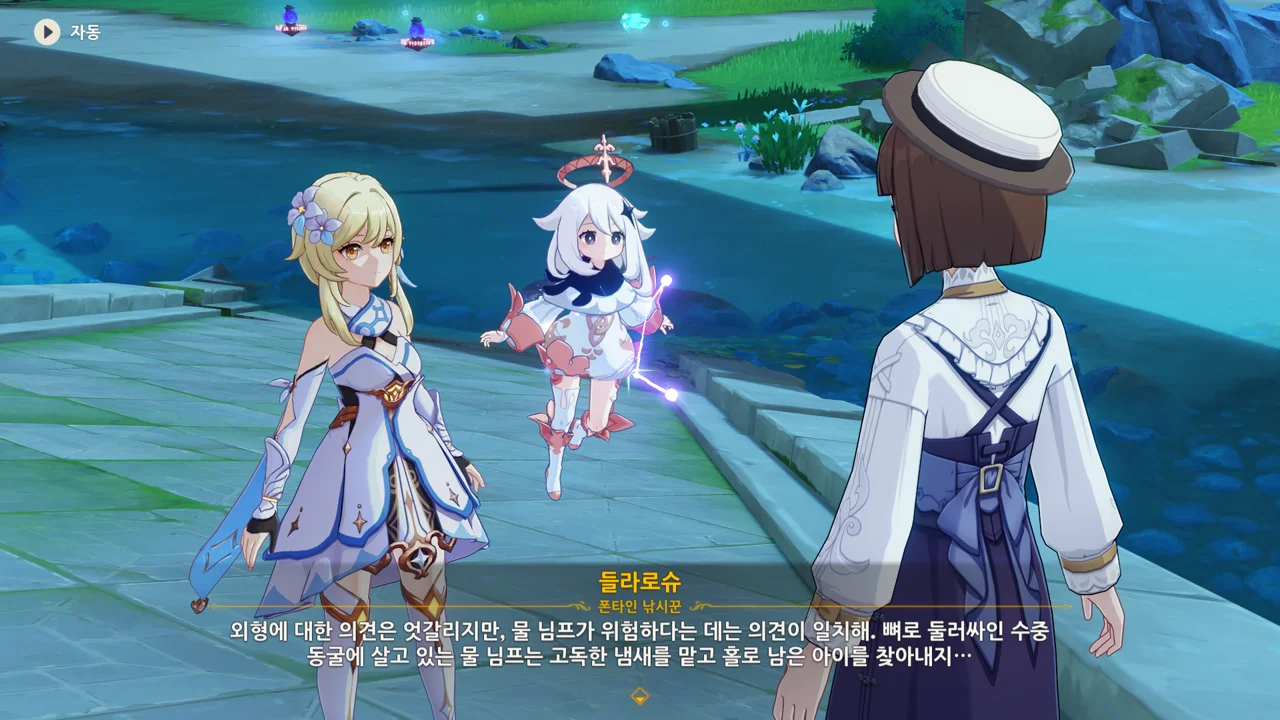 자동
들라로슈
폰타인 낚시꾼
외형에 대한 의견은 엇갈리지만, 물 님프가 위험하다는 데는 의견이 일치해. 뼈로 둘러싸인 수중
동굴에 살고 있는 물 님프는 고독한 냄새를 맡고 홀로 남은 아이를 찾아내지…